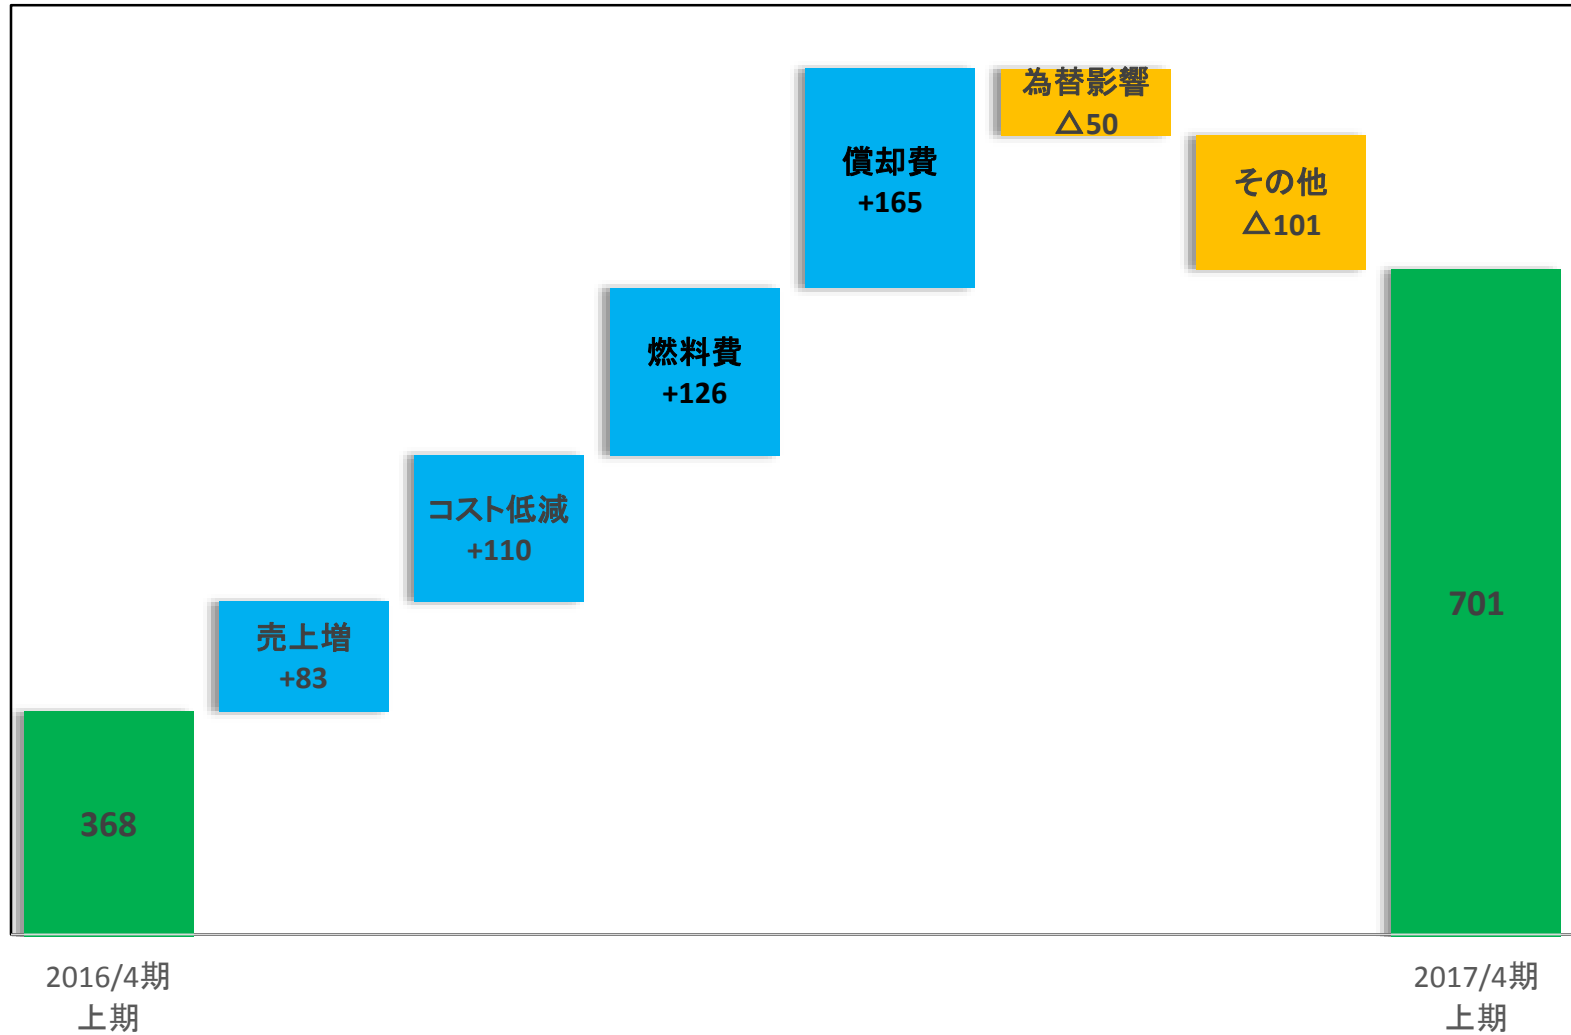 為替影響
△50
償却費
+165
その他
△101
燃料費
+126
コスト低減
+110
売上増
+83
701
368
2016/4期
上期
2017/4期
上期